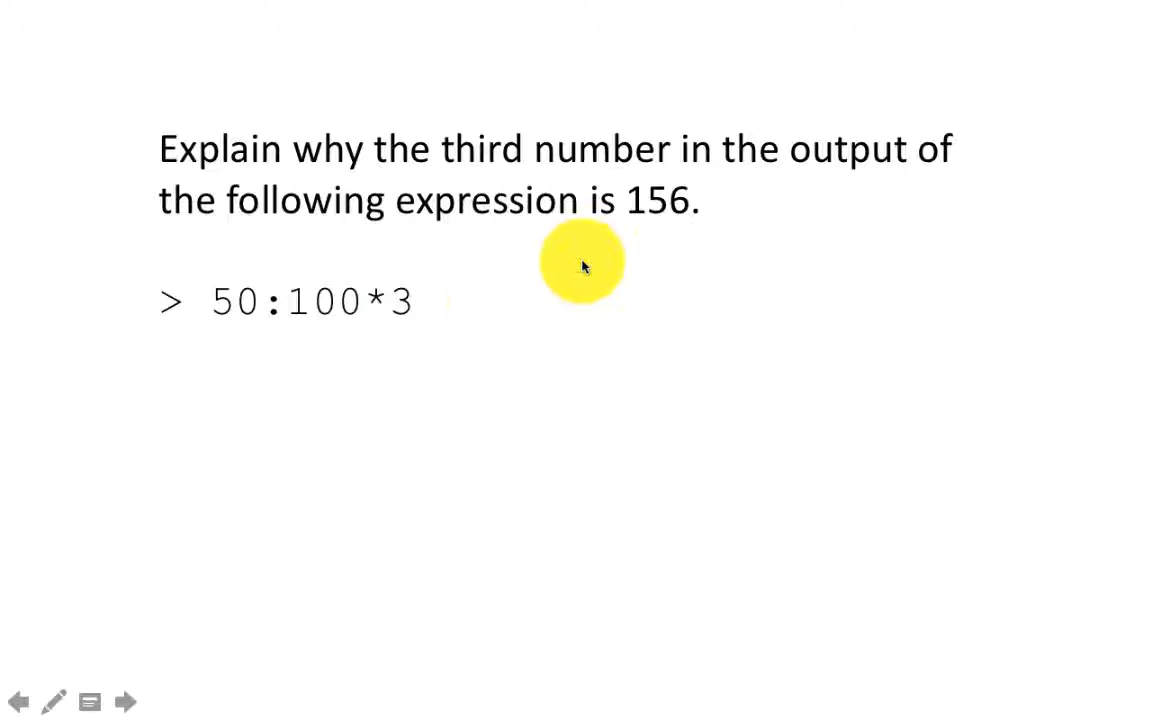 Explain why the third number in the output of
the following expression is 156.
> 50:100*3